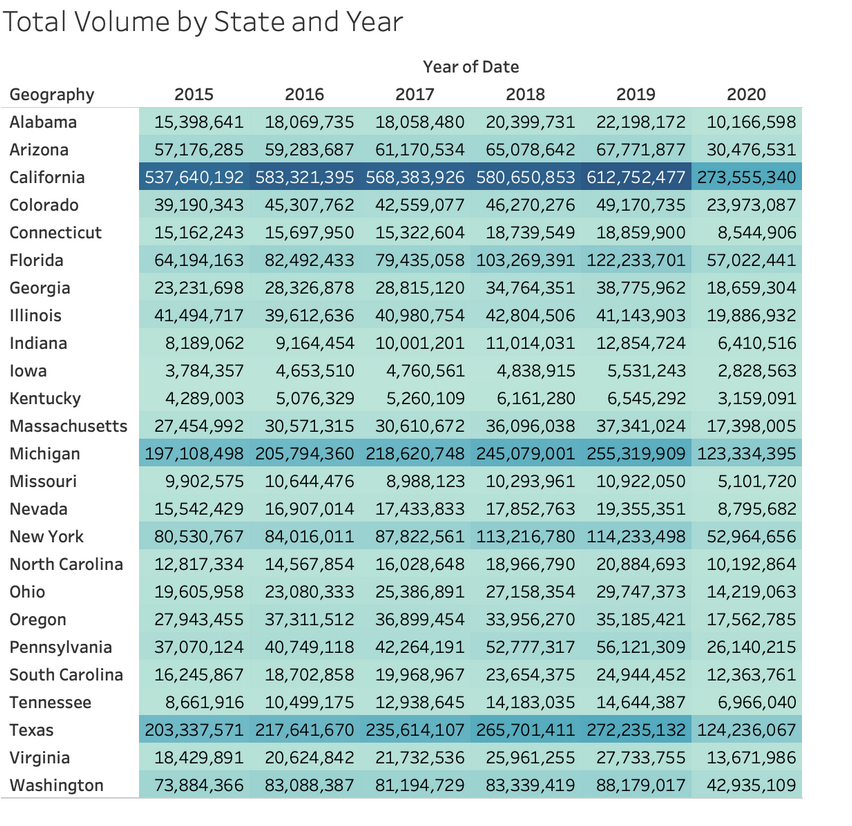 Total Volume by State and Year
Year of Date
Geography 2015 2016 2017 2018 2019 2020
Alabama 15,398,641 18,069,735 18,058,480 20,399,731 22,198,172 10,166,598
Arizona 57,176,285 59,283,687 61,170,534 65,078,642 67,771,877 30,476,531
California 537,640,192 583,321,395 568,383,926 580,650,853 612,752,477 273,555,340
Colorado 39,190,343 45,307,762 42,559,077 46,270,276 49,170,735 23,973,087
Connecticut 15,162,243 15,697,950 15,322,604 18,739,549 18,859,900 8,544,906
Florida 64,194,163 82,492,433 79,435,058 103,269,391 122,233,701 57,022,441
Georgia 23,231,698 28,326,878 28,815,120 34,764,351 38,775,962 18,659,304
Illinois 41,494,717 39,612,636 40,980,754 42,804,506 41,143,903 19,886,932
Indiana 8,189,062 9,164,454 10,001,201 11,014,031 12,854,724 6,410,516
Iowa 3,784,357 4,653,510 4,760,561 4,838,915 5,531,243 2,828,563
Kentucky 4,289,003 5,076,329 5,260,109 6,161,280 6,545,292 3,159,091
Massachusetts 27,454,992 30,571,315 30,610,672 36,096,038 37,341,024 17,398,005
Michigan 197,108,498 205,794,360 218,620,748 245,079,001 255,319,909 123,334,395
Missouri 9,902,575 10,644,476 8,988,123 10,293,961 10,922,050 5,101,720
Nevada 15,542,429 16,907,014 17,433,833 17,852,763 19,355,351 8,795,682
New York 80,530,767 84,016,011 87,822,561 113,216,780 114,233,498 52,964,656
North Carolina 12,817,334 14,567,854 16,028,648 18,966,790 20,884,693 10,192,864
Ohio 19,605,958 23,080,333 25,386,891 27,158,354 29,747,373 14,219,063
Oregon 27,943,455 37,311,512 36,899,454 33,956,270 35,185,421 17,562,785
Pennsylvania 37,070,124 40,749,118 42,264,191 52,777,317 56,121,309 26,140,215
South Carolina 16,245,867 18,702,858 19,968,967 23,654,375 24,944,452 12,363,761
Tennessee 8,661,916 10,499,175 12,938,645 14,183,035 14,644,387 6,966,040
Texas 203,337,571 217,641,670 235,614,107 265,701,411 272,235,132 124,236,067
Virginia 18,429,891 20,624,842 21,732,536 25,961,255 27,733,755 13,671,986
Washington 73,884,366 83,088,387 81,194,729 83,339,419 88,179,017 42,935,109